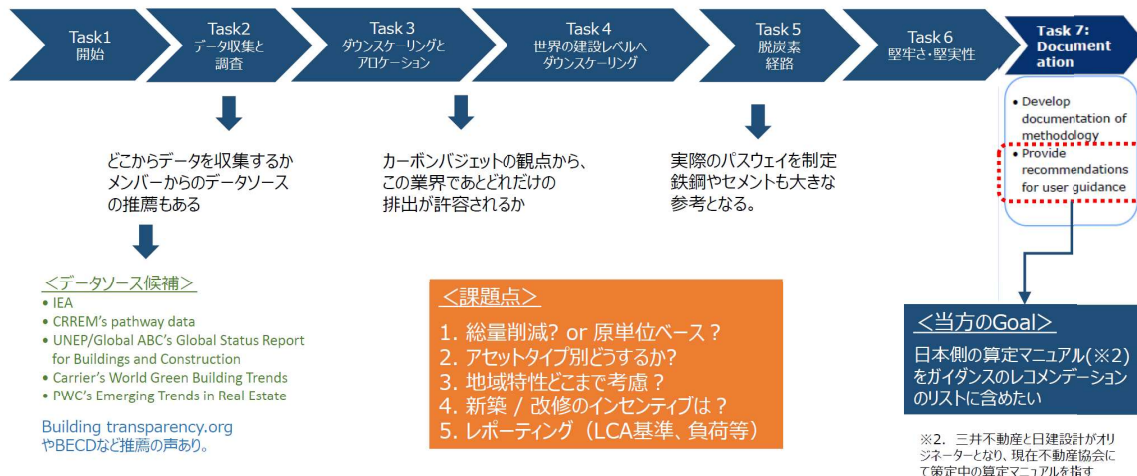 Task1
開始
Task2
データ収集と
調査
Task 3
ダウンスケーリングと
アロケーション
Task 4
世界の建設レベルへ
ダウンスケーリング
Task 5
脱炭素
経路
Task 6
堅牢さ・堅実性
Task 7:
Document
ation
どこからデータを収集するか
メンバーからのデータソース
の推薦もある
カーボンバジェットの観点から、
この業界であとどれだけの
排出が許容されるか
実際のパスウェイを制定
鉄鋼やセメントも大きな
参考となる。
• Develop
documentation of
methodology
• Provide
recommendations
for user guidance
<データソース候補>
• IEA
• CRREM's pathway data
• UNEP/Global ABC's Global Status Report
for Buildings and Construction
• Carrier's World Green Building Trends
• PWC's Emerging Trends in Real Estate
Building transparency.org
やBECDなど推薦の声あり。
<課題点>
1. 総量削減? or 原単位ベース？
2. アセットタイプ別どうするか?
3. 地域特性どこまで考慮？
4. 新築 / 改修のインセンティブは？
5. レポーティング（LCA基準、負荷等）
<当方のGoal>
日本側の算定マニュアル(※2)
をガイダンスのレコメンデーション
のリストに含めたい
※2. 三井不動産と日建設計がオリ
ジネーターとなり、現在不動産協会に
て策定中の算定マニュアルを指す